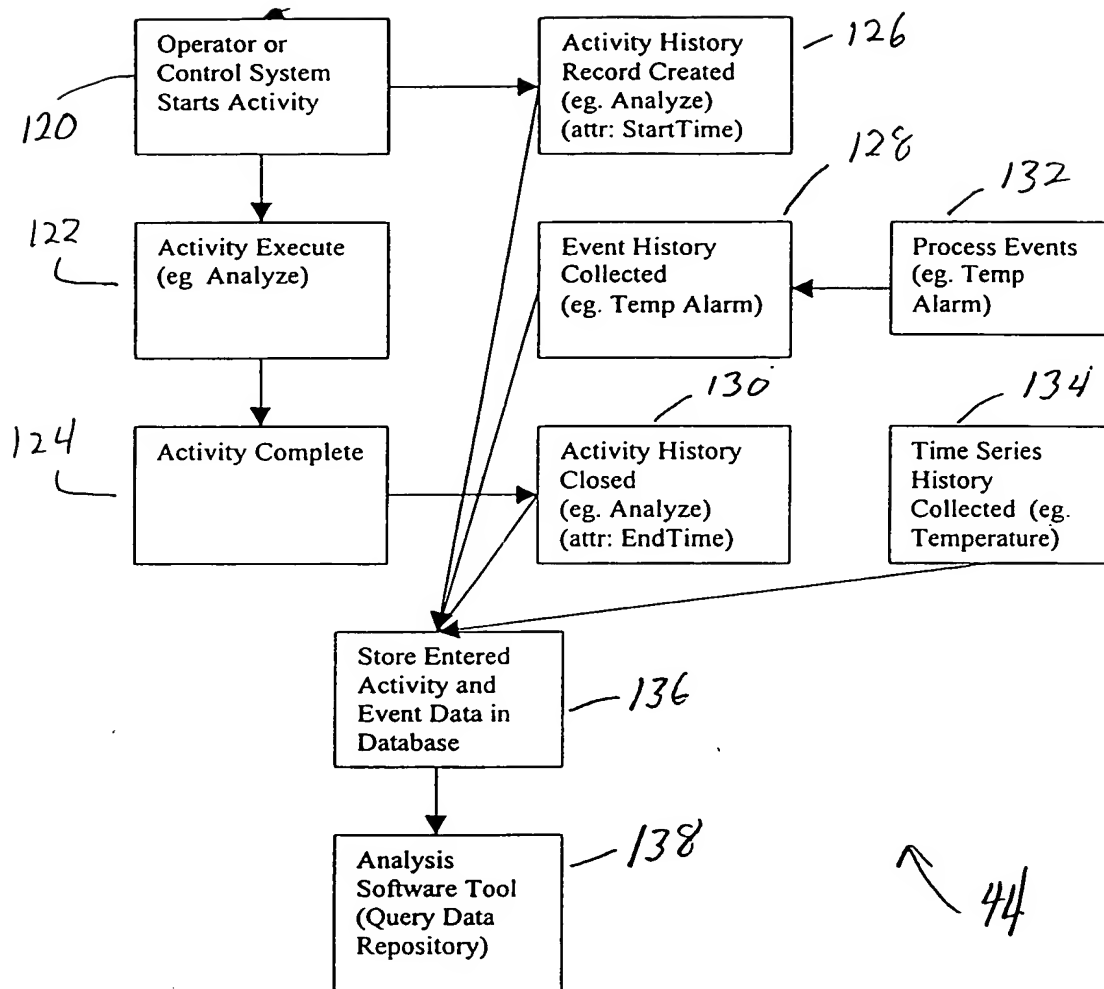 Operator or
Control System
Starts Activity
120
Activity History
Record Created
(eg. Analyze)
(attr: StartTime)
126
Activity Execute
(eg Analyze)
122
Event History
Collected
(eg. Temp Alarm)
128
Process Events
(eg. Temp
Alarm)
132
Activity Complete
124
Activity History
Closed
(eg. Analyze)
(attr: EndTime)
130
Time Series
History
Collected (eg.
Temperature)
134
Store Entered
Activity and
Event Data in
Database
136
Analysis
Software Tool
(Query Data
Repository)
138
44